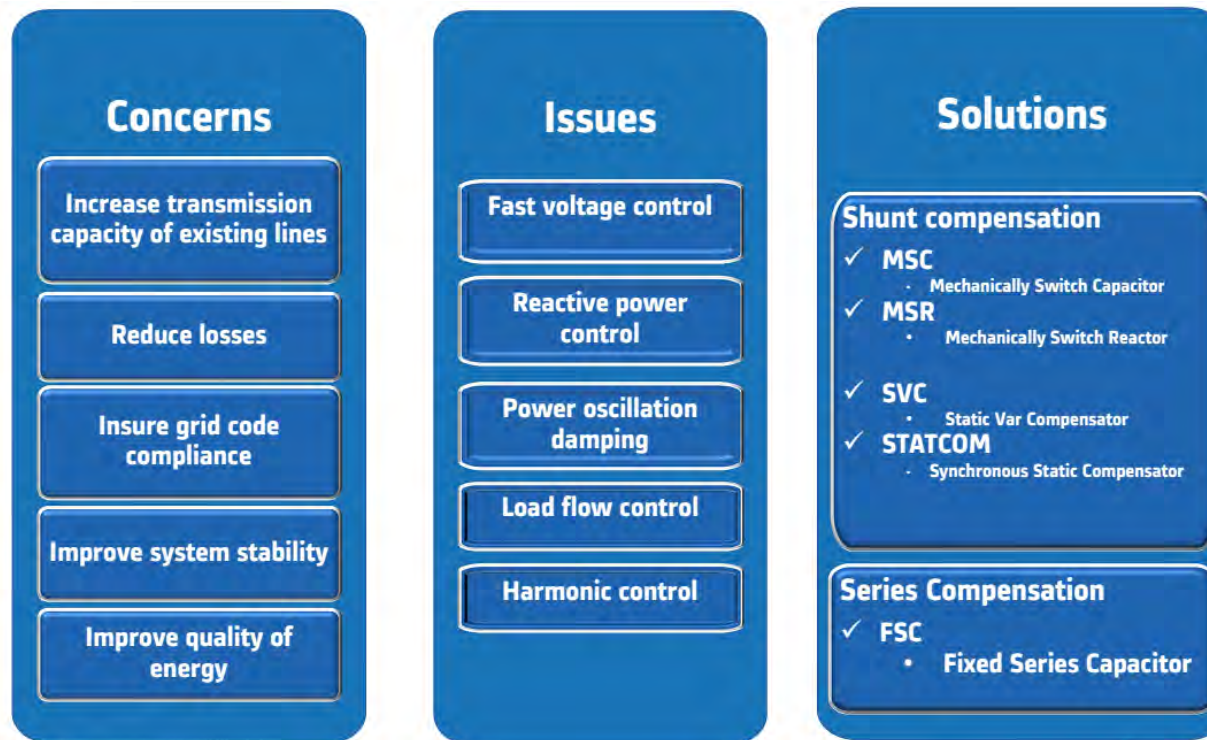 Concerns
Increase transmission
capacity of existing lines
Reduce losses
Insure grid code
compliance
Improve system stability
Improve quality of
energy
Issues
Fast voltage control
Reactive power
control
Power oscillation
damping
Load flow control
Harmonic control
Solutions
Shunt compensation
✓ MSC
· Mechanically Switch Capacitor
✓ MSR
• Mechanically Switch Reactor
✓ SVC
• Static Var Compensator
✓ STATCOM
· Synchronous Static Compensator
Series Compensation
✓ FSC
• Fixed Series Capacitor